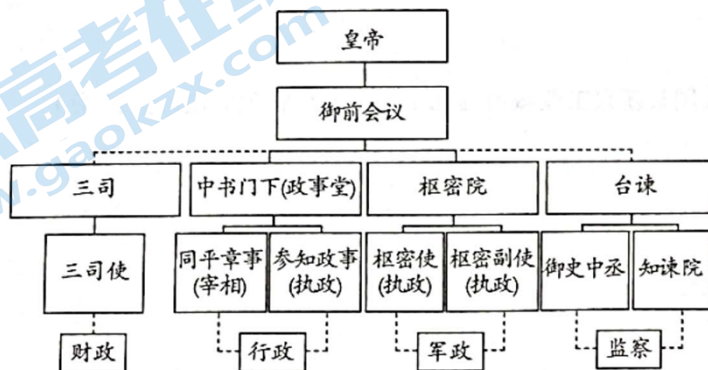 高考在线
www.gaokzx.com
皇帝
御前会议
三司
中书门下(政事堂)
枢密院
台谏
三司使
同平章事
(宰相)
参知政事
(执政)
枢密使
(执政)
枢密副使
(执政)
御史中丞
知谏院
财政
行政
军政
监察